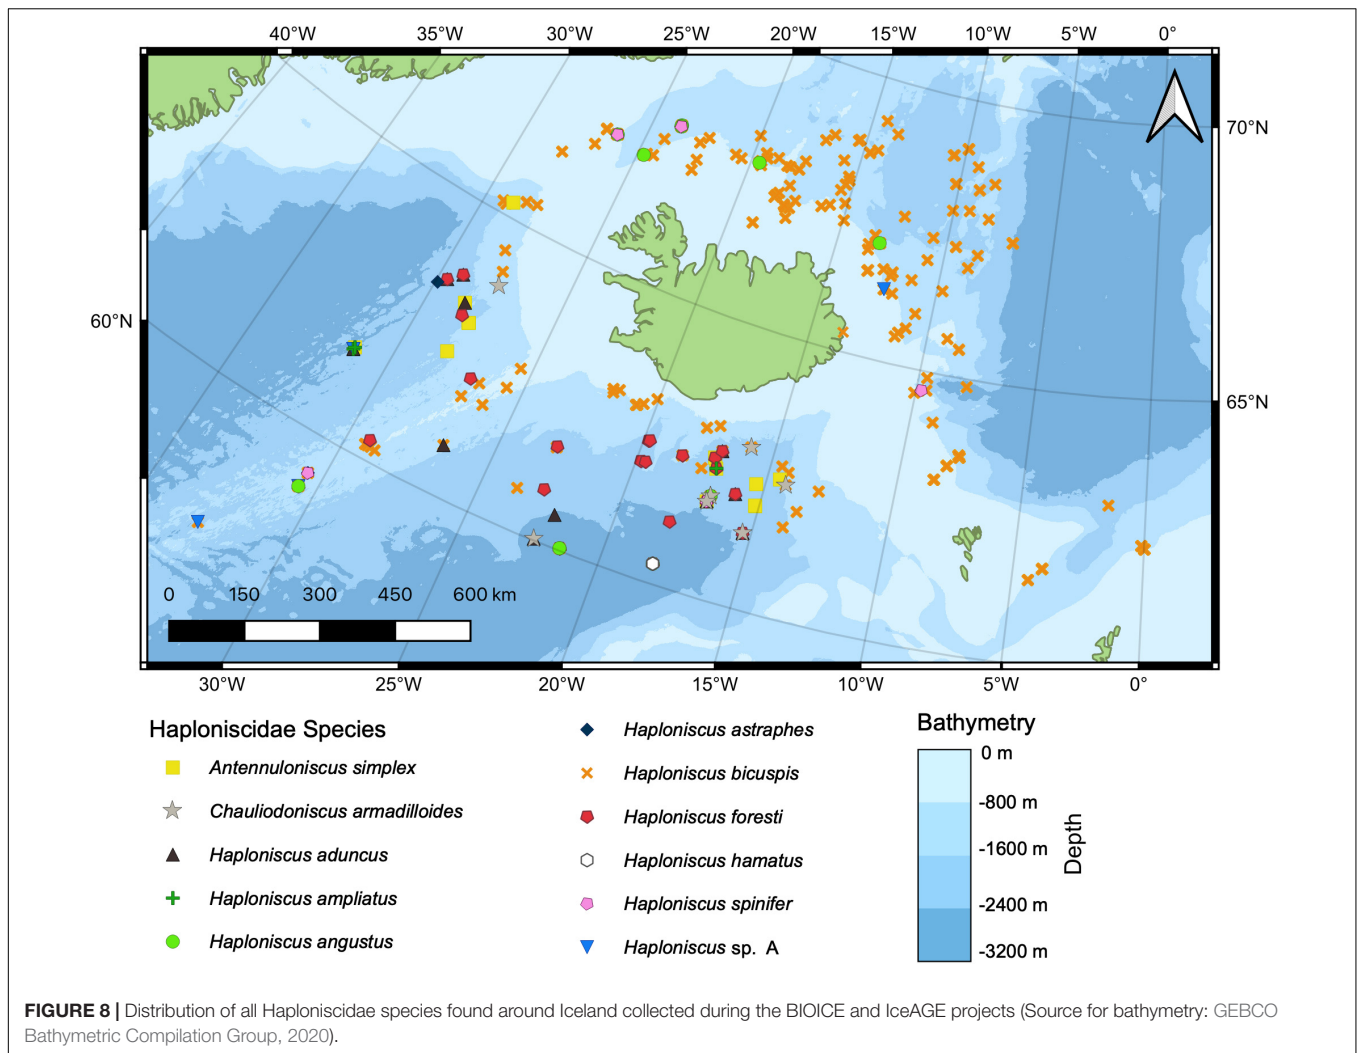 40°W 35°W 30°W 25°W 20°W 15°W 10°W 5°W 0°
70°N
60°N
65°N
0 150 300 450 600 km
30°W 25°W 20°W 15°W 10°W 5°W 0°
Haploniscidae Species
Antennuloniscus simplex
Chauliodoniscus armadilloides
Haploniscus aduncus
Haploniscus ampliatus
Haploniscus angustus
Haploniscus astraphes
Haploniscus bicuspis
Haploniscus foresti
Haploniscus hamatus
Haploniscus spinifer
Haploniscus sp. A
Bathymetry
0 m
-800 m
-1600 m
-2400 m
-3200 m
Depth
FIGURE 8 | Distribution of all Haploniscidae species found around Iceland collected during the BIOICE and IceAGE projects (Source for bathymetry: GEBCO
Bathymetric Compilation Group, 2020).